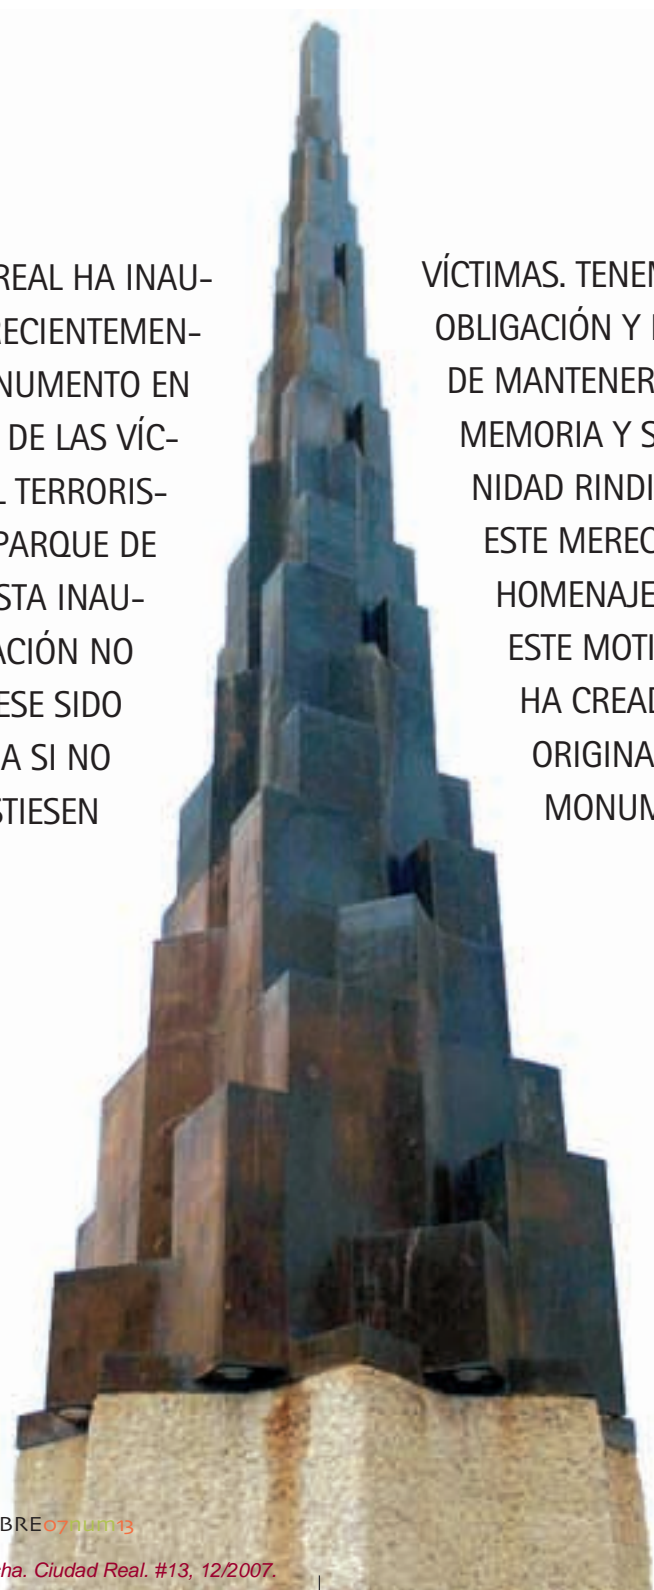 REAL HA INAU-
RECIENTEMEN-
NUMENTO EN
DE LAS VÍC-
L TERRORIS-
PARQUE DE
STA INAU-
ACIÓN NO
ESE SIDO
A SI NO
STIESEN
VÍCTIMAS. TENEM
OBLIGACIÓN Y
DE MANTENER
MEMORIA Y S
NIDAD RINDI
ESTE MEREC
HOMENAJE
ESTE MOTI
HA CREAD
ORIGINA
MONUM
BRE07num13
cha. Ciudad Real. #13, 12/2007.